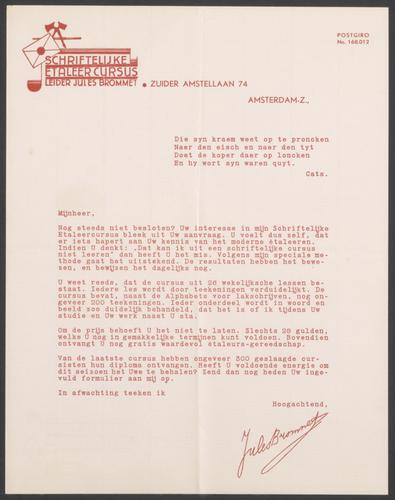 SCHRIFTELIJKE
ETALEER CURSUS
LEIDER JULES BROMMET
ZUIDER AMSTELLAAN 74
POSTGIRO
No. 168.012
AMSTERDAM-Z.,
Die syn kraem weet op te proncken
Naer den eisch en naer den tyt
Doet de koper daer op loncken
En hy wort syn waren quyt.
Cats.
Mijnheer,
Nog steeds niet besloten? Uw interesse in mijn Schriftelijke
Etaleercursus bleek uit Uw aanvraag. U voelt dus zelf, dat
er iets hapert aan Uw kennis van het moderne étaleeren.
Indien U denkt: „Dat kan ik uit een schriftelijke cursus
niet leeren" dan heeft U het mis. Volgens mijn speciale me-
thode gaat het uitstekend. De resultaten hebben het bewe-
zen, en bewijzen het dagelijks nog.
U weet reeds, dat de cursus uit 26 wekelijksche lessen be-
staat. Iedere les wordt door teekeningen verduidelijkt. De
cursus bevat, naast de Alphabets voor lakschrijven, nog on-
geveer 200 teekeningen. Ieder onderdeel wordt in woord en
beeld zoo duidelijk behandeld, dat het is of ik tijdens Uw
studie en Uw werk naast U sta.
Om de prijs behoeft U het niet te laten. Slechts 26 gulden,
welke U nog in gemakkelijke termijnen kunt voldoen. Bovendien
ontvangt U nog gratis waardevol étaleurs-gereedschap.
Van de laatste cursus hebben ongeveer 300 geslaagde cur-
sisten hun diploma ontvangen. Heeft U voldoende energie om
dit seizoen het Uwe te behalen? Zend dan nog heden Uw inge-
vuld formulier aan mij op.
In afwachting teeken ik
Hoogachtend,
Jules Brommet